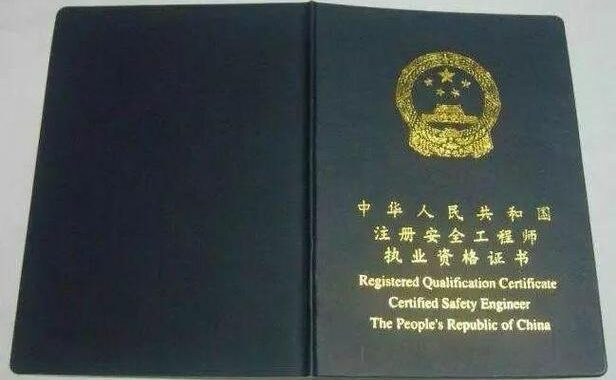 中华人民共和国
注册安全工程师
执业资格证书
Registered Qualification Certificate
Certified Safety Engineer
The People's Republic of China